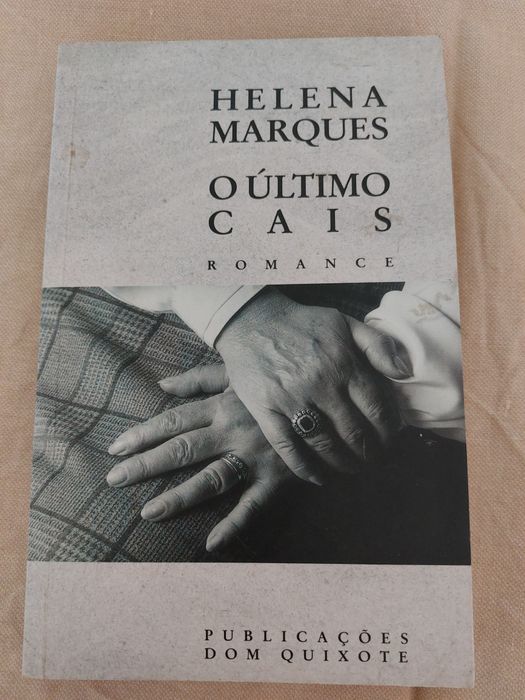 HELENA
MARQUES
O ÚLTIMO
CAIS
ROMANCE
PUBLICAÇÕES
DOM QUIXOTE